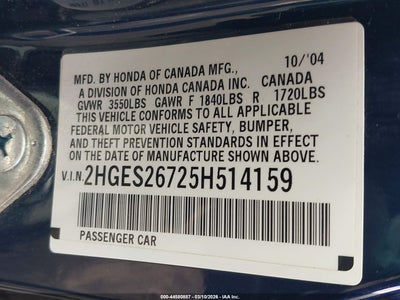 10/'04
MFD. BY HONDA OF CANADA MFG.,
A DIVISION OF HONDA CANADA INC. CANADA
GVWR 3550LBS GAWR F 1840LBS R 1720LBS
THIS VEHICLE CONFORMS TO ALL APPLICABLE
FEDERAL MOTOR VEHICLE SAFETY, BUMPER,
AND THEFT PREVENTION STANDARDS IN EFFECT
ON THE DATE OF MANUFACTURE SHOWN ABOVE.
V.I.N. 2HGES26725H514159
PASSENGER CAR
000-44580887 - 03/10/2026 - IAA Inc.